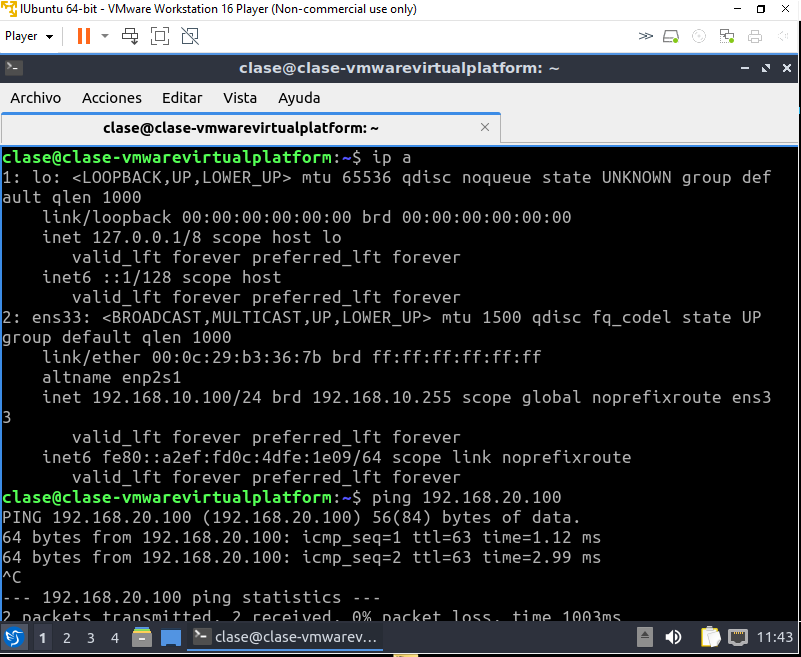 IUbuntu 64-bit - VMware Workstation 16 Player (Non-commercial use only)
Player
clase@clase-vmwarevirtualplatform: ~
Archivo Acciones Editar Vista Ayuda
clase@clase-vmwarevirtualplatform: ~
clase@clase-vmwarevirtualplatform:~$ ip a
1: lo: <LOOPBACK,UP,LOWER_UP> mtu 65536 qdisc noqueue state UNKNOWN group def
ault qlen 1000
    link/loopback 00:00:00:00:00:00 brd 00:00:00:00:00:00
    inet 127.0.0.1/8 scope host lo
       valid_lft forever preferred_lft forever
    inet6 ::1/128 scope host
       valid_lft forever preferred_lft forever
2: ens33: <BROADCAST,MULTICAST,UP,LOWER_UP> mtu 1500 qdisc fq_codel state UP
group default qlen 1000
    link/ether 00:0c:29:b3:36:7b brd ff:ff:ff:ff:ff:ff
    altname enp2s1
    inet 192.168.10.100/24 brd 192.168.10.255 scope global noprefixroute ens3
3
       valid_lft forever preferred_lft forever
    inet6 fe80::a2ef:fd0c:4dfe:1e09/64 scope link noprefixroute
       valid_lft forever preferred_lft forever
clase@clase-vmwarevirtualplatform:~$ ping 192.168.20.100
PING 192.168.20.100 (192.168.20.100) 56(84) bytes of data.
64 bytes from 192.168.20.100: icmp_seq=1 ttl=63 time=1.12 ms
64 bytes from 192.168.20.100: icmp_seq=2 ttl=63 time=2.99 ms
^C
--- 192.168.20.100 ping statistics ---
2 packets transmitted, 2 received, 0% packet loss, time 1003ms
1 2 3 4 clase@clase-vmwarev... 11:43